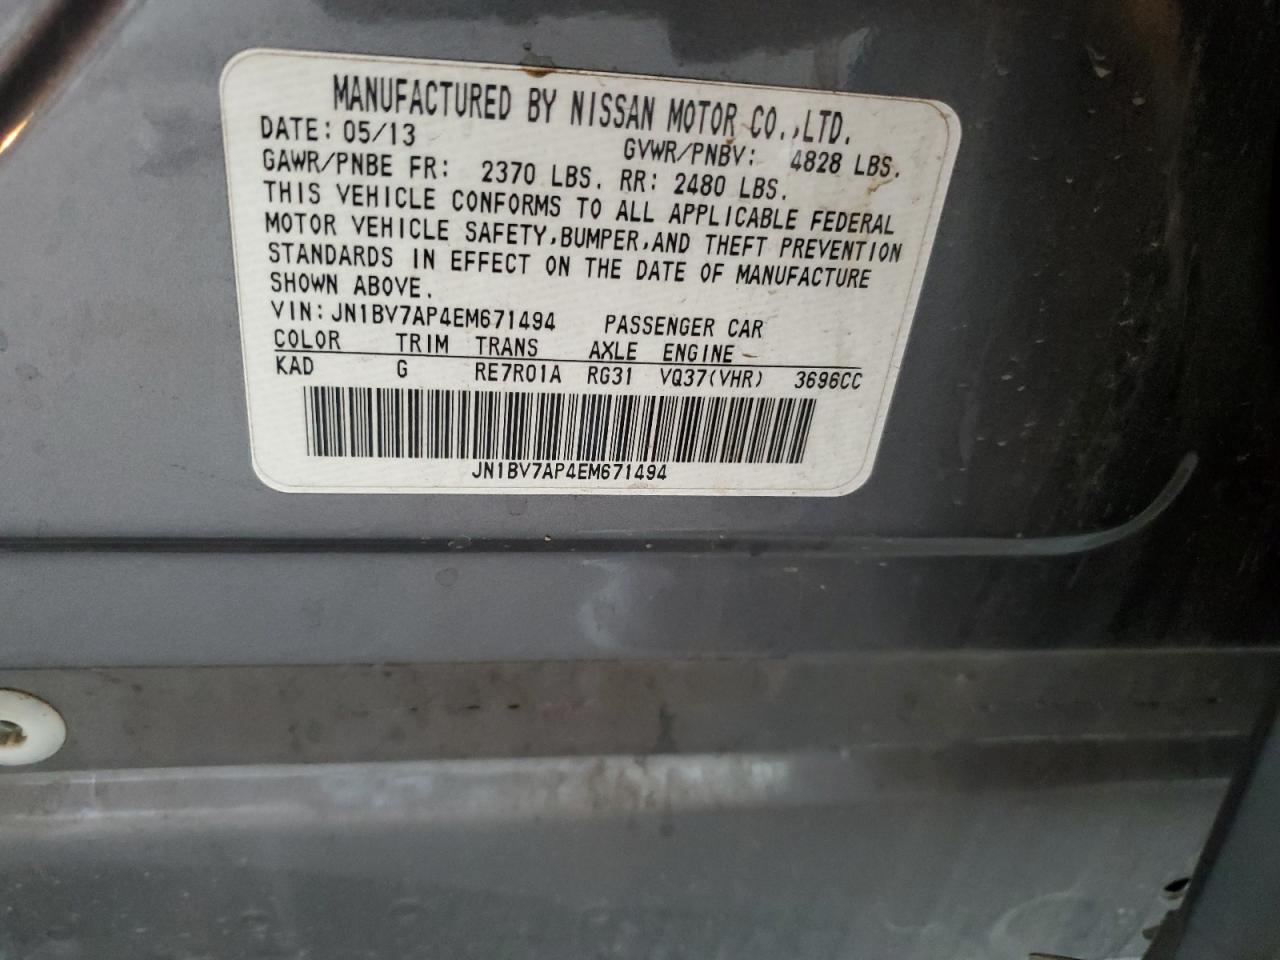 MANUFACTURED BY NISSAN MOTOR CO.,LTD.
DATE: 05/13 GVWR/PNBV: 4828 LBS.
GAWR/PNBE FR: 2370 LBS. RR: 2480 LBS.
THIS VEHICLE CONFORMS TO ALL APPLICABLE FEDERAL
MOTOR VEHICLE SAFETY,BUMPER,AND THEFT PREVENTION
STANDARDS IN EFFECT ON THE DATE OF MANUFACTURE
SHOWN ABOVE.
VIN:JN1BV7AP4EM671494 PASSENGER CAR
COLOR TRIM TRANS AXLE ENGINE
KAD G RE7R01A RG31 VQ37(VHR) 3696CC
JN1BV7AP4EM671494